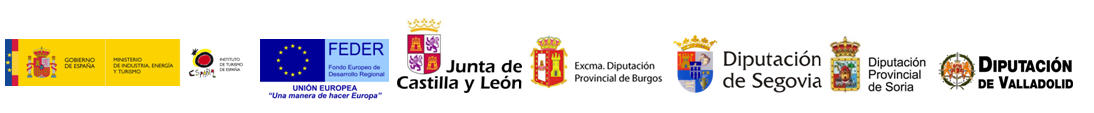 GOBIERNO
DE ESPAÑA
MINISTERIO
DE INDUSTRIA, ENERGÍA
Y TURISMO
ESPAÑA
INSTITUTO
DE TURISMO
DE ESPAÑA
FEDER
Fondo Europeo de
Desarrollo Regional
UNIÓN EUROPEA
"Una manera de hacer Europa"
Junta de
Castilla y León
Excma. Diputación
Provincial de Burgos
Diputación
de Segovia
Diputación
Provincial
de Soria
DIPUTACIÓN
DE VALLADOLID